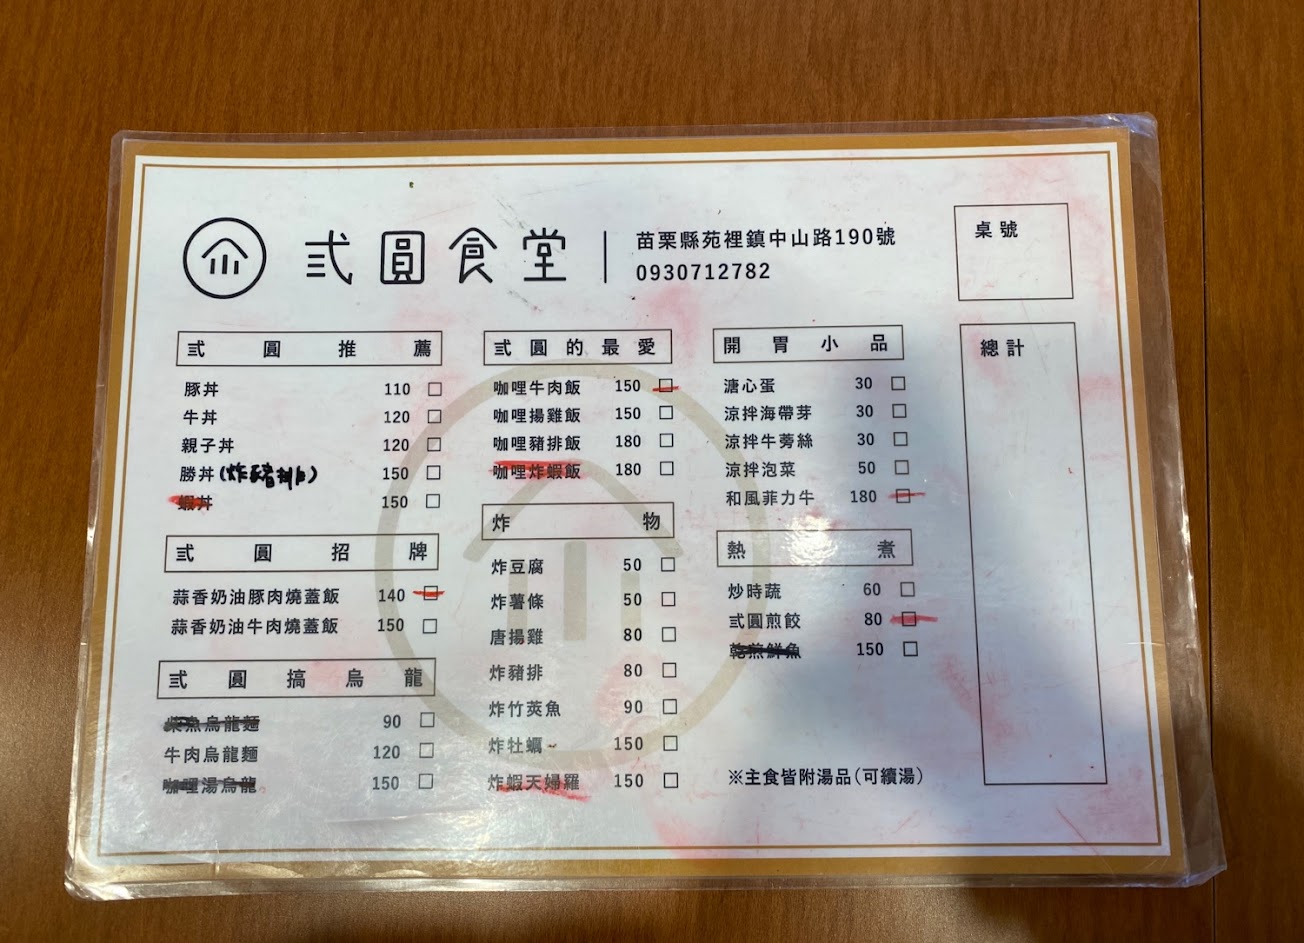 弍圓食堂
苗栗縣苑裡鎮中山路190號
0930712782
桌號
總計
弍圓推薦
豚丼 110 □
牛丼 120 □
親子丼 120 □
勝丼(炸豬排) 150 □
蝦丼 150 □
弍圓招牌
蒜香奶油豚肉燒蓋飯 140 □
蒜香奶油牛肉燒蓋飯 150 □
弍圓搞烏龍
柴魚烏龍麵 90 □
牛肉烏龍麵 120 □
咖哩湯烏龍 150 □
弍圓的最愛
咖哩牛肉飯 150 □
咖哩揚雞飯 150 □
咖哩豬排飯 180 □
咖哩炸蝦飯 180 □
炸物
炸豆腐 50 □
炸薯條 50 □
唐揚雞 80 □
炸豬排 80 □
炸竹莢魚 90 □
炸牡蠣 150 □
炸蝦天婦羅 150 □
開胃小品
溏心蛋 30 □
涼拌海帶芽 30 □
涼拌牛蒡絲 30 □
涼拌泡菜 50 □
和風菲力牛 180 □
熱煮
炒時蔬 60 □
弍圓煎餃 80 □
乾煎鮮魚 150 □
※主食皆附湯品(可續湯)